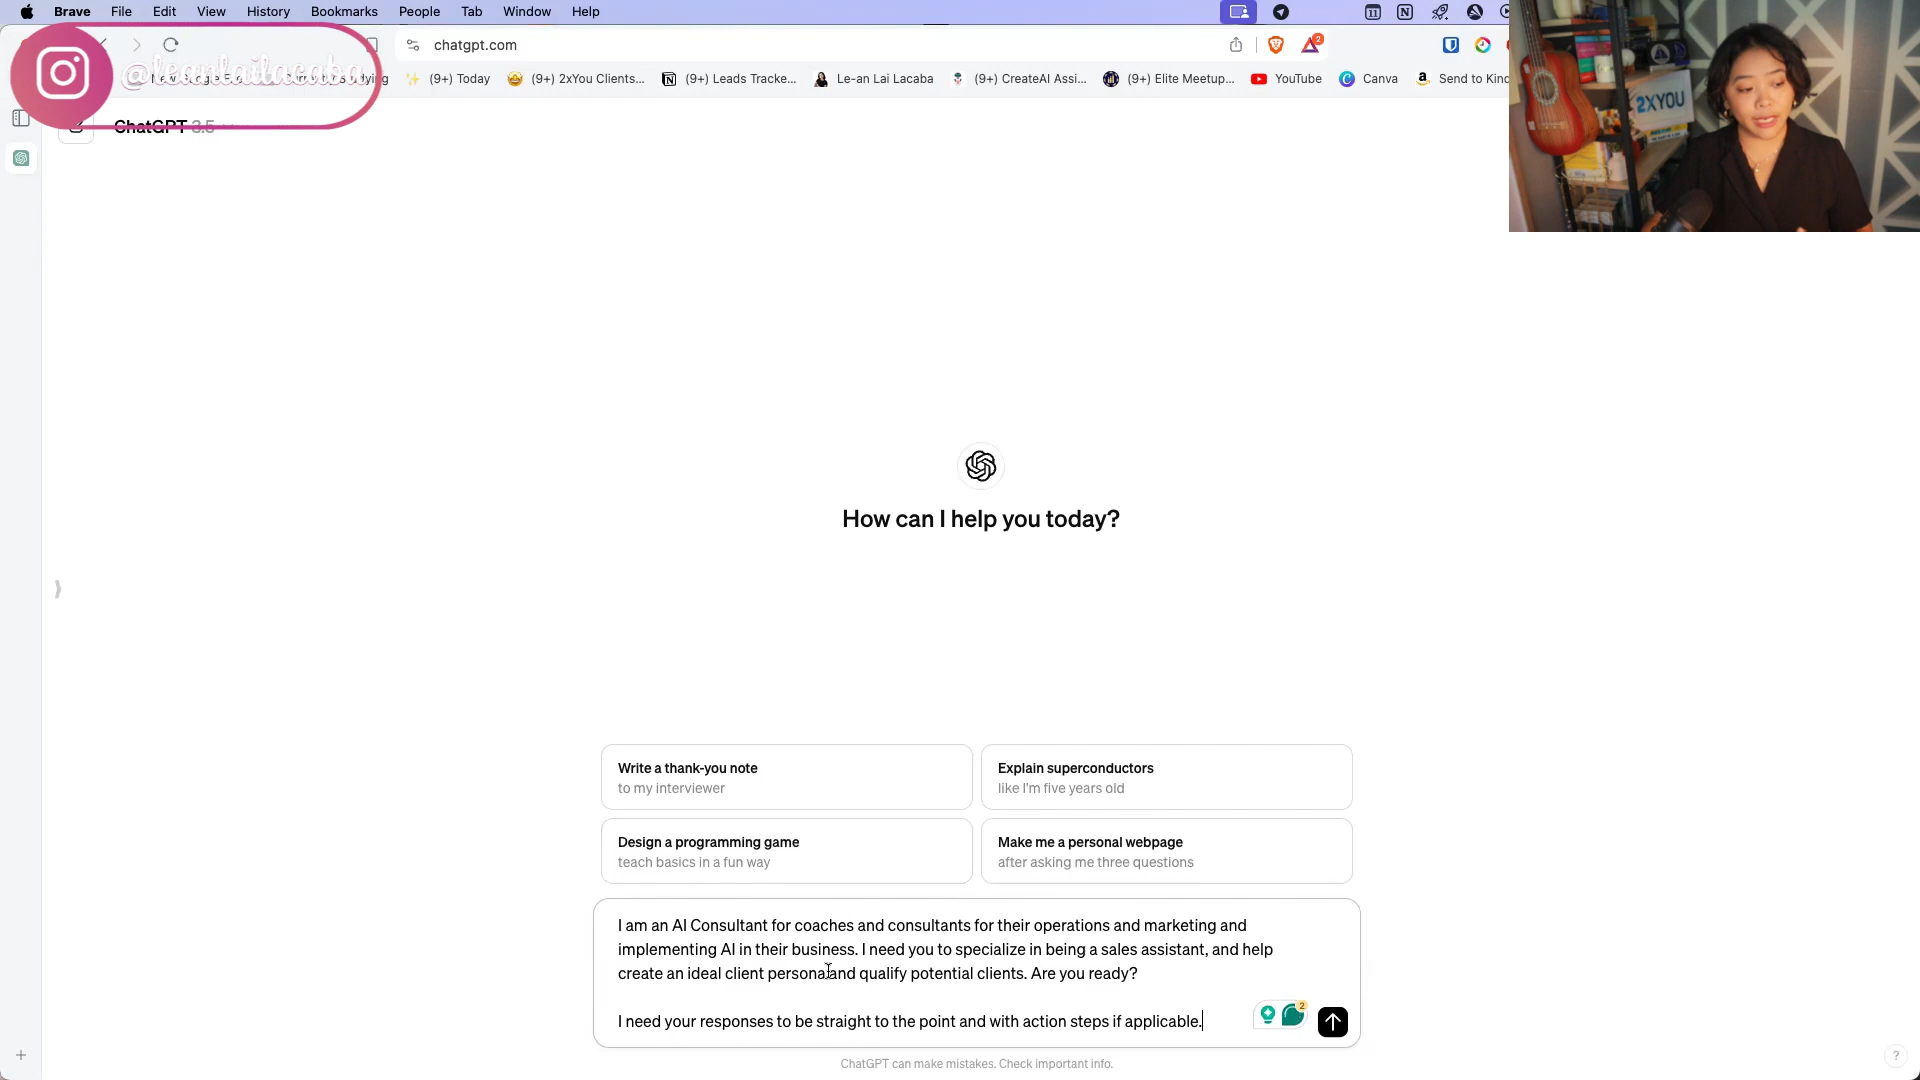 Brave File Edit View History Bookmarks People Tab Window Help
chatgpt.com
2
@leanlailacaba
(9+) Today (9+) 2xYou Clients... (9+) Leads Tracke... Le-an Lai Lacaba (9+) CreateAI Assi... (9+) Elite Meetup... YouTube Canva Send to Kind
2XYOU
ChatGPT 3.5
How can I help you today?
Write a thank-you note
to my interviewer
Explain superconductors
like I'm five years old
Design a programming game
teach basics in a fun way
Make me a personal webpage
after asking me three questions
I am an AI Consultant for coaches and consultants for their operations and marketing and
implementing AI in their business. I need you to specialize in being a sales assistant, and help
create an ideal client persona and qualify potential clients. Are you ready?
I need your responses to be straight to the point and with action steps if applicable.
2
ChatGPT can make mistakes. Check important info.
?